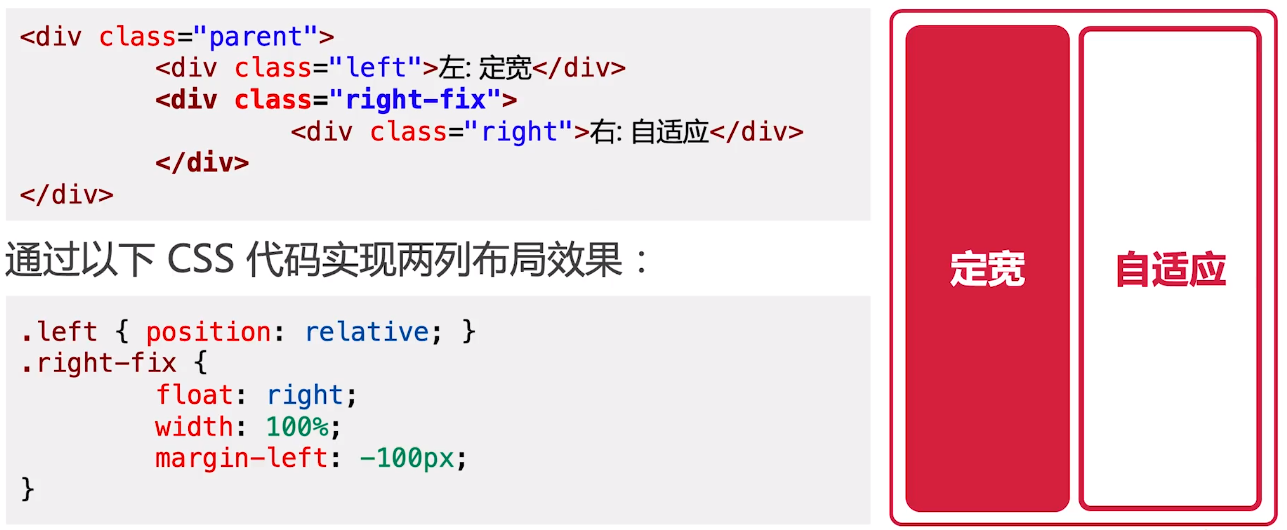 <div class="parent">
<div class="left">左: 定宽</div>
<div class="right-fix">
<div class="right">右: 自适应</div>
</div>
</div>
通过以下 CSS 代码实现两列布局效果：
.left { position: relative; }
.right-fix {
float: right;
width: 100%;
margin-left: -100px;
}
定宽
自适应